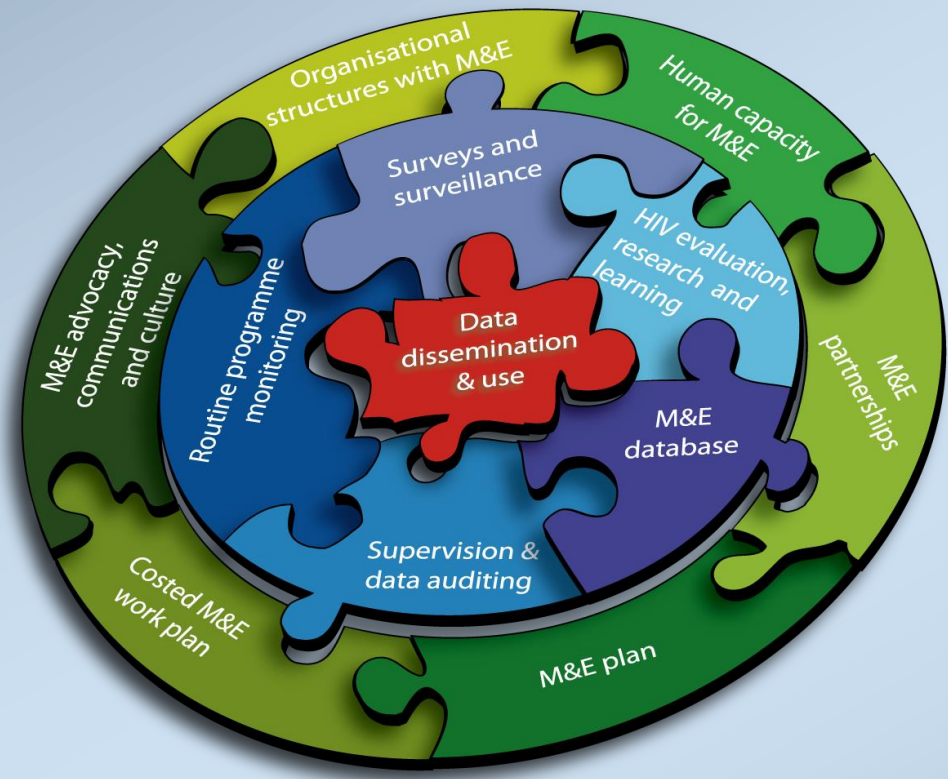 Organisational
structures with M&E
Human capacity
for M&E
M&E
partnerships
M&E plan
Costed M&E
work plan
M&E advocacy,
communications
and culture
Surveys and
surveillance
HIV evaluation,
research and
learning
M&E
database
Supervision &
data auditing
Routine programme
monitoring
Data
dissemination
& use